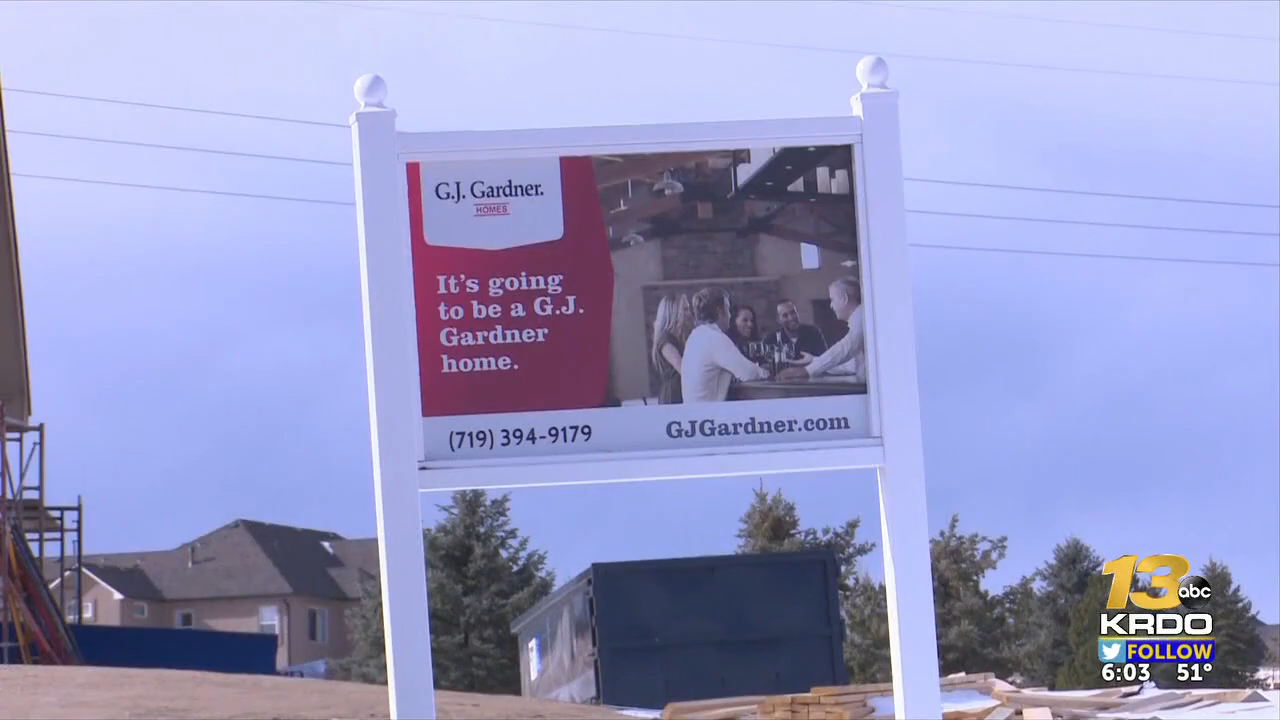 G.J. Gardner.
HOMES
It's going
to be a G.J.
Gardner
home.
(719) 394-9179
GJGardner.com
13
abc
KRDO
FOLLOW
6:03 51°